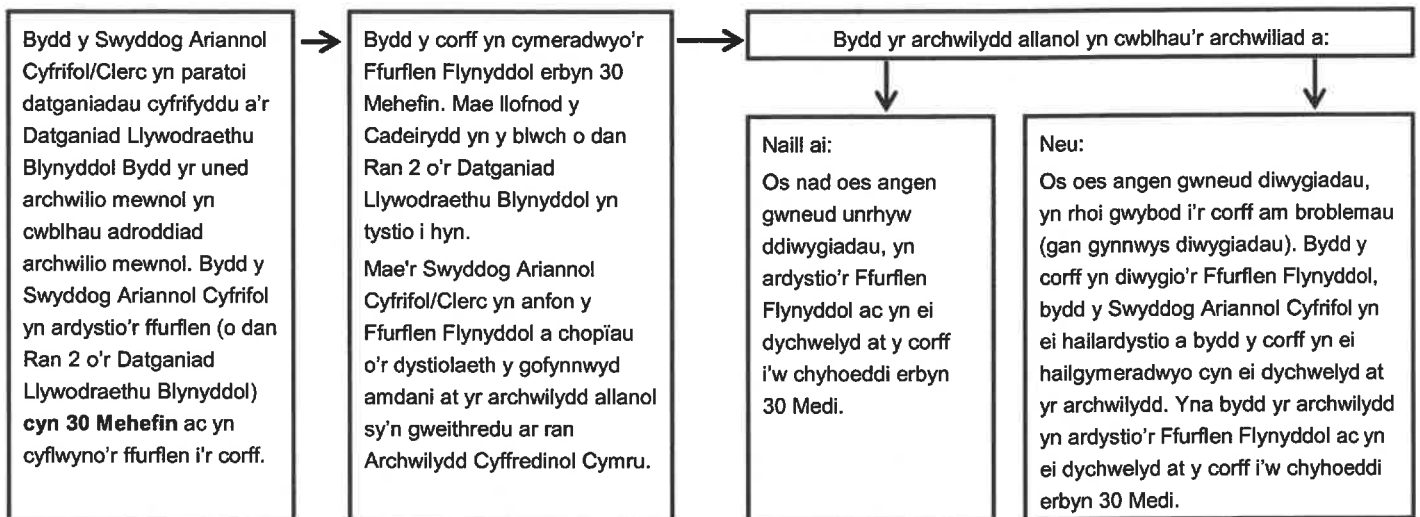 Bydd y Swyddog Ariannol
Cyfrifol/Clerc yn paratoi
datganiadau cyfrifyddu a'r
Datganiad Llywodraethu
Blynyddol Bydd yr uned
archwilio mewnol yn
cwblhau adroddiad
archwilio mewnol. Bydd y
Swyddog Ariannol Cyfrifol
yn ardystio'r ffurflen (o dan
Ran 2 o'r Datganiad
Llywodraethu Blynyddol)
cyn 30 Mehefin ac yn
cyflwyno'r ffurflen i'r corff.
Bydd y corff yn cymeradwyo'r
Ffurflen Flynyddol erbyn 30
Mehefin. Mae llofnod y
Cadeirydd yn y blwch o dan
Ran 2 o'r Datganiad
Llywodraethu Blynyddol yn
tystio i hyn.
Mae'r Swyddog Ariannol
Cyfrifol/Clerc yn anfon y
Ffurflen Flynyddol a chopïau
o'r dystiolaeth y gofynnwyd
amdani at yr archwilydd allanol
sy'n gweithredu ar ran
Archwilydd Cyffredinol Cymru.
Bydd yr archwilydd allanol yn cwblhau'r archwiliad a:
Naill ai:
Os nad oes angen
gwneud unrhyw
ddiwygiadau, yn
ardystio'r Ffurflen
Flynyddol ac yn ei
dychwelyd at y corff
i'w chyhoeddi erbyn
30 Medi.
Neu:
Os oes angen gwneud diwygiadau,
yn rhoi gwybod i'r corff am broblemau
(gan gynnwys diwygiadau). Bydd y
corff yn diwygio'r Ffurflen Flynyddol,
bydd y Swyddog Ariannol Cyfrifol yn
ei hailardystio a bydd y corff yn ei
hailgymeradwyo cyn ei dychwelyd at
yr archwilydd. Yna bydd yr archwilydd
yn ardystio'r Ffurflen Flynyddol ac yn
ei dychwelyd at y corff i'w chyhoeddi
erbyn 30 Medi.